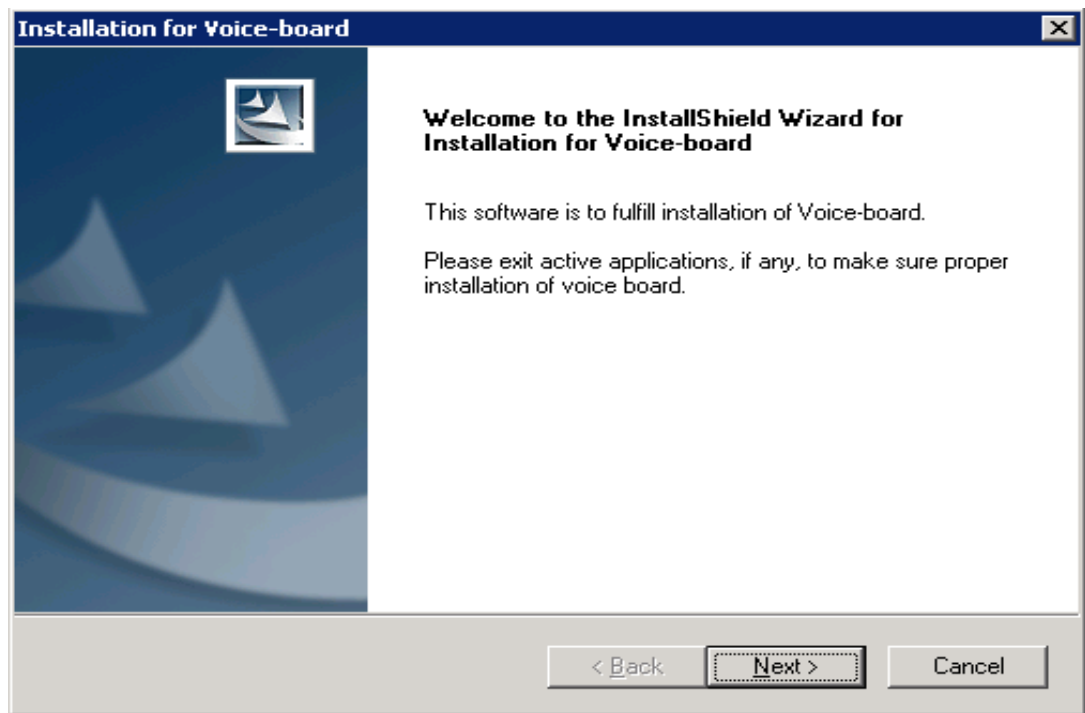 Installation for Voice-board
Welcome to the InstallShield Wizard for
Installation for Voice-board
This software is to fulfill installation of Voice-board.
Please exit active applications, if any, to make sure proper
installation of voice board.
< Back
Next >
Cancel